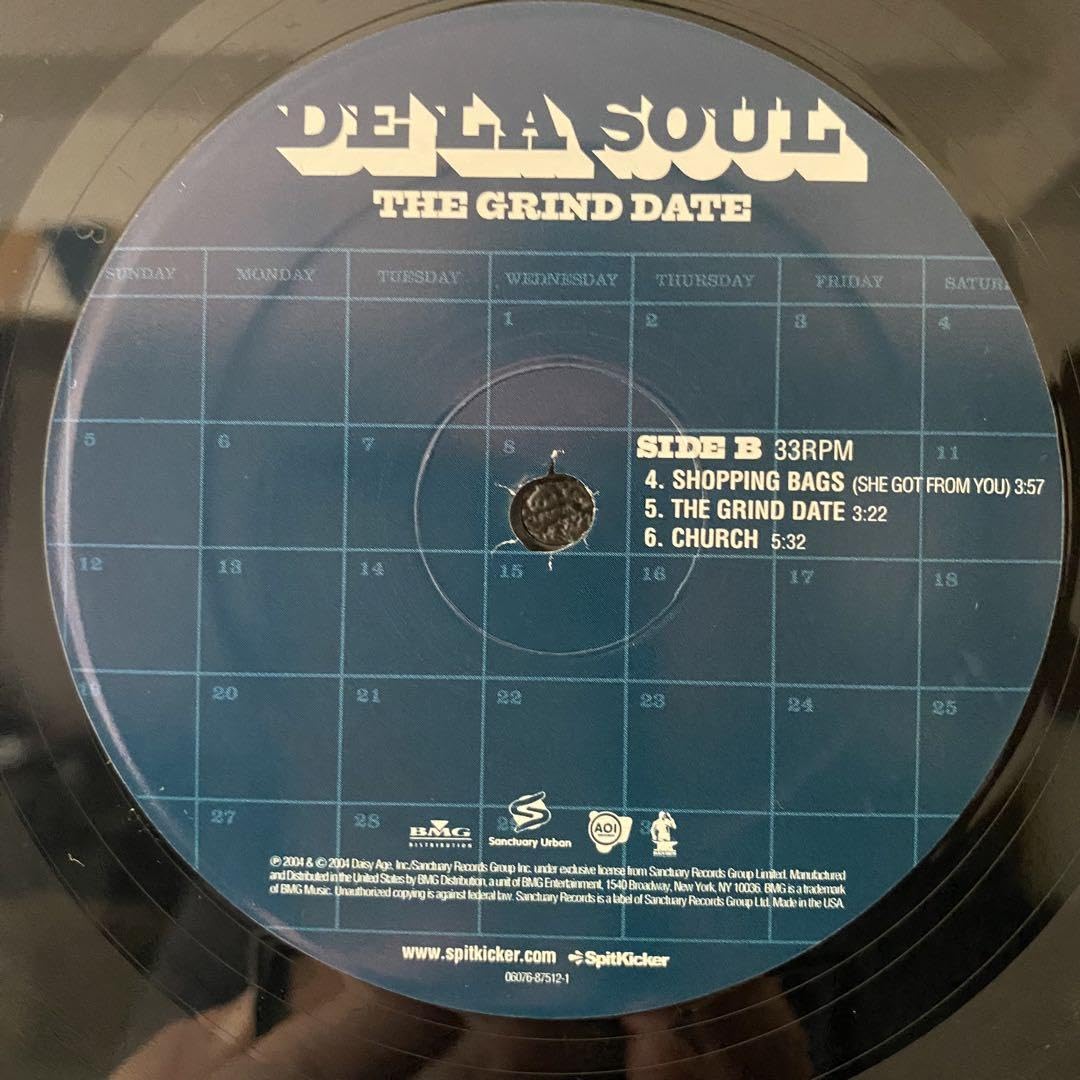 DE LA SOUL
THE GRIND DATE
SUNDAY MONDAY TUESDAY WEDNESDAY THURSDAY FRIDAY
1 2 3 4
5 6 7 8 11
SIDE B 33RPM
4. SHOPPING BAGS (SHE GOT FROM YOU) 3:57
5. THE GRIND DATE 3:22
6. CHURCH 5:32
12 13 14 15 16 17 18
20 21 22 23 24 25
27 28
BMG
DISTRIBUTION
Sanctuary Urban
AOI
℗ 2004 & © 2004 Daisy Age, Inc./Sanctuary Records Group Inc. under exclusive license from Sanctuary Records Group Limited. Manufactured
and Distributed in the United States by BMG Distribution, a unit of BMG Entertainment, 1540 Broadway, New York, NY 10036. BMG is a trademark
of BMG Music. Unauthorized copying is against federal law. Sanctuary Records is a label of Sanctuary Records Group Ltd. Made in the USA
www.spitkicker.com SpitKicker
06076-87512-1